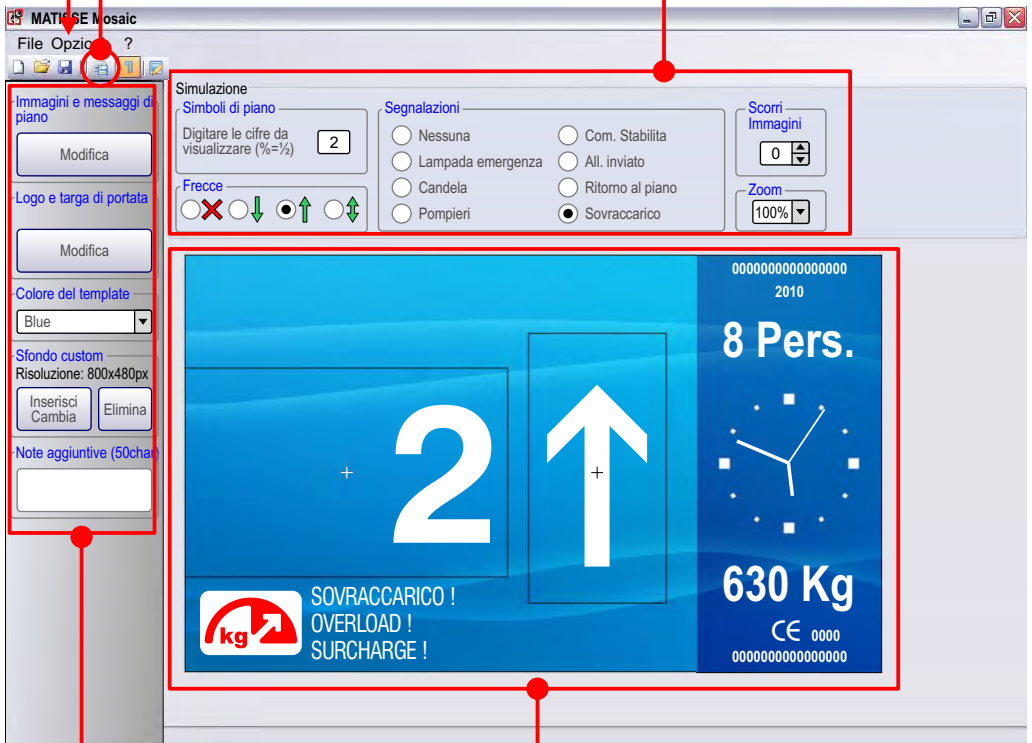 MATISSE Mosaic
File Opzioni ?
Immagini e messaggi di
piano
Modifica
Logo e targa di portata
Modifica
Colore del template
Blue
Sfondo custom
Risoluzione: 800x480px
Inserisci
Cambia
Elimina
Note aggiuntive (50char)
Simulazione
Simboli di piano
Digitare le cifre da
visualizzare (%=½)
2
Frecce
Segnalazioni
Nessuna
Lampada emergenza
Candela
Pompieri
Com. Stabilita
All. inviato
Ritorno al piano
Sovraccarico
Scorri
Immagini
0
Zoom
100%
2
kg
SOVRACCARICO !
OVERLOAD !
SURCHARGE !
0000000000000000
2010
8 Pers.
630 Kg
CE 0000
0000000000000000